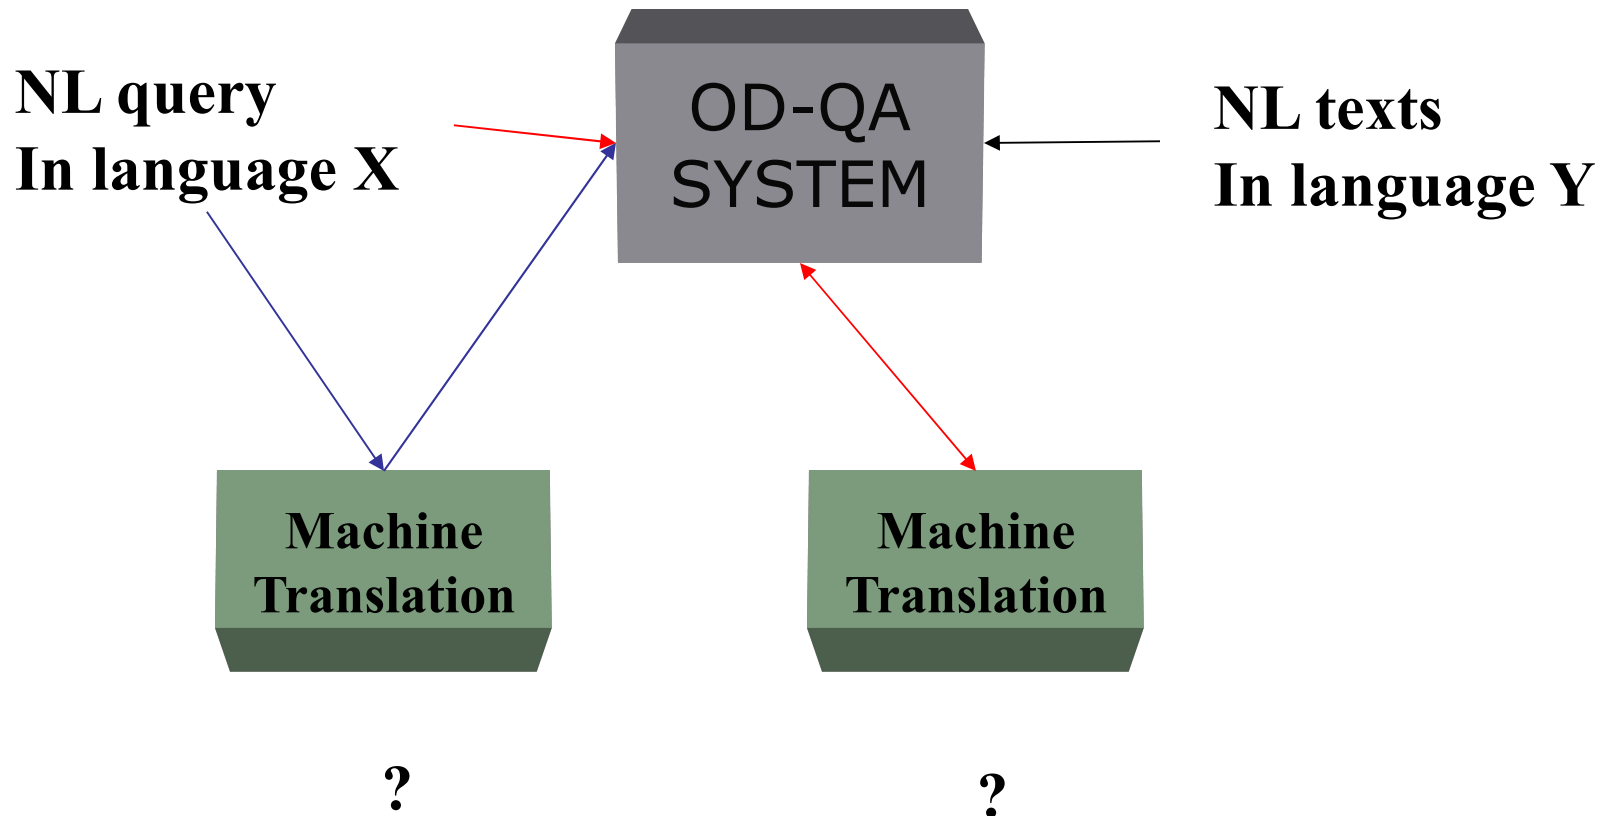 NL query
In language X
OD-QA
SYSTEM
NL texts
In language Y
Machine
Translation
Machine
Translation
?
?